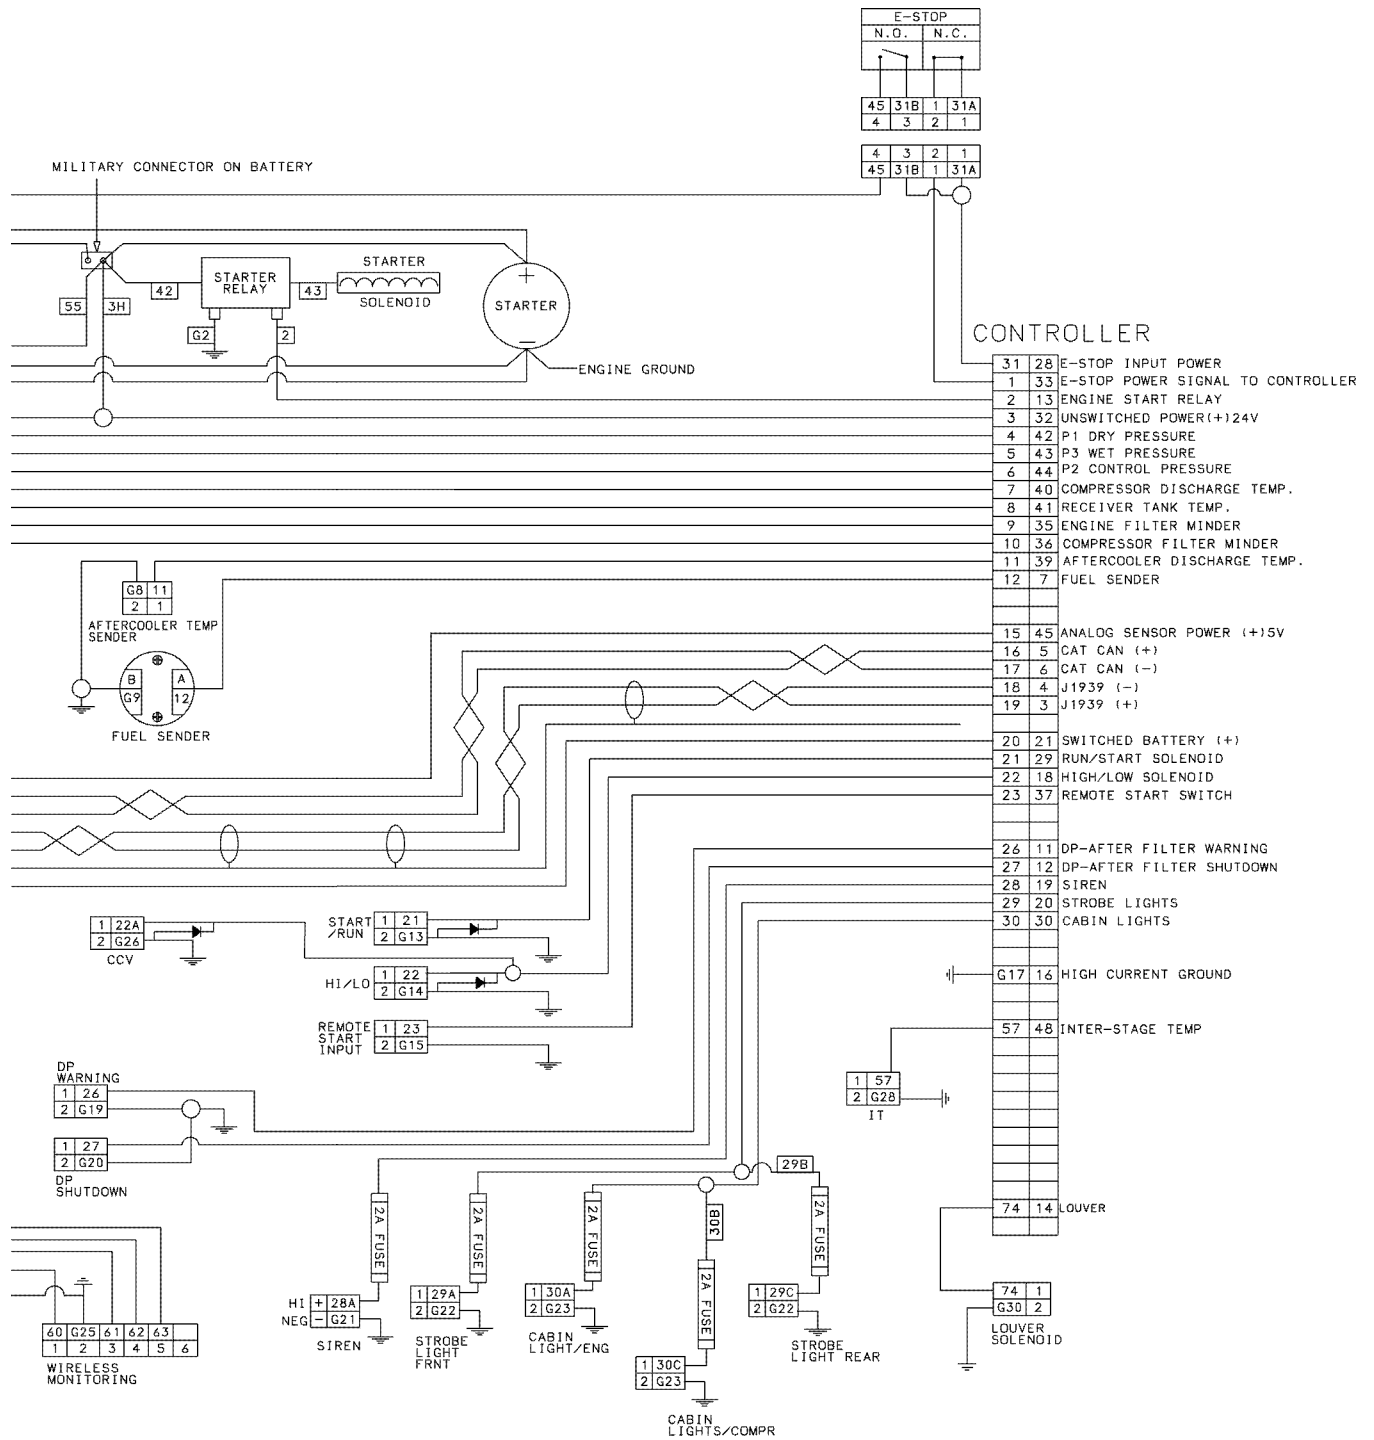 E-STOP
N.O. N.C.
45 31B 1 31A
4 3 2 1
4 3 2 1
45 31B 1 31A
MILITARY CONNECTOR ON BATTERY
STARTER
RELAY
STARTER
SOLENOID
42
43
55
3H
G2
2
+
STARTER
–
ENGINE GROUND
CONTROLLER
31 28 E-STOP INPUT POWER
1 33 E-STOP POWER SIGNAL TO CONTROLLER
2 13 ENGINE START RELAY
3 32 UNSWITCHED POWER(+)24V
4 42 P1 DRY PRESSURE
5 43 P3 WET PRESSURE
6 44 P2 CONTROL PRESSURE
7 40 COMPRESSOR DISCHARGE TEMP.
8 41 RECEIVER TANK TEMP.
9 35 ENGINE FILTER MINDER
10 36 COMPRESSOR FILTER MINDER
11 39 AFTERCOOLER DISCHARGE TEMP.
12 7 FUEL SENDER
15 45 ANALOG SENSOR POWER (+)5V
16 5 CAT CAN (+)
17 6 CAT CAN (-)
18 4 J1939 (-)
19 3 J1939 (+)
20 21 SWITCHED BATTERY (+)
21 29 RUN/START SOLENOID
22 18 HIGH/LOW SOLENOID
23 37 REMOTE START SWITCH
26 11 DP-AFTER FILTER WARNING
27 12 DP-AFTER FILTER SHUTDOWN
28 19 SIREN
29 20 STROBE LIGHTS
30 30 CABIN LIGHTS
G17 16 HIGH CURRENT GROUND
57 48 INTER-STAGE TEMP
74 14 LOUVER
G8 11
2 1
AFTERCOOLER TEMP
SENDER
B A
G9 12
FUEL SENDER
1 22A
2 G26
CCV
START
/RUN
1 21
2 G13
HI/LO
1 22
2 G14
REMOTE
START
INPUT
1 23
2 G15
DP
WARNING
1 26
2 G19
1 27
2 G20
DP
SHUTDOWN
1 57
2 G28
IT
29B
30B
2A FUSE
2A FUSE
2A FUSE
2A FUSE
2A FUSE
HI + 28A
NEG - G21
SIREN
1 29A
2 G22
STROBE
LIGHT
FRNT
1 30A
2 G23
CABIN
LIGHT/ENG
1 30C
2 G23
CABIN
LIGHTS/COMPR
1 29C
2 G22
STROBE
LIGHT REAR
74 1
G30 2
LOUVER
SOLENOID
60 G25 61 62 63
1 2 3 4 5 6
WIRELESS
MONITORING